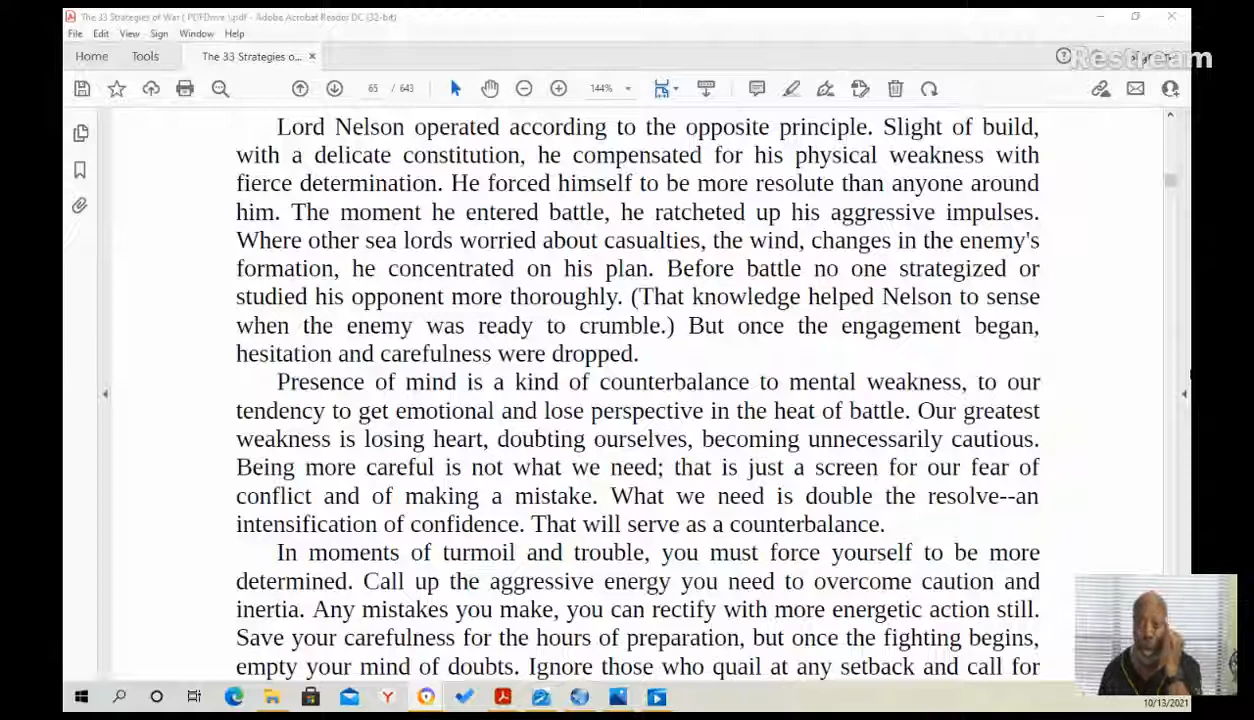 The 33 Strategies of War ( PDFDrive ).pdf - Adobe Acrobat Reader DC (32-bit)
File Edit View Sign Window Help
Home Tools The 33 Strategies o... ×
Restream
65 / 643 144%
Lord Nelson operated according to the opposite principle. Slight of build,
with a delicate constitution, he compensated for his physical weakness with
fierce determination. He forced himself to be more resolute than anyone around
him. The moment he entered battle, he ratcheted up his aggressive impulses.
Where other sea lords worried about casualties, the wind, changes in the enemy's
formation, he concentrated on his plan. Before battle no one strategized or
studied his opponent more thoroughly. (That knowledge helped Nelson to sense
when the enemy was ready to crumble.) But once the engagement began,
hesitation and carefulness were dropped.
Presence of mind is a kind of counterbalance to mental weakness, to our
tendency to get emotional and lose perspective in the heat of battle. Our greatest
weakness is losing heart, doubting ourselves, becoming unnecessarily cautious.
Being more careful is not what we need; that is just a screen for our fear of
conflict and of making a mistake. What we need is double the resolve--an
intensification of confidence. That will serve as a counterbalance.
In moments of turmoil and trouble, you must force yourself to be more
determined. Call up the aggressive energy you need to overcome caution and
inertia. Any mistakes you make, you can rectify with more energetic action still.
Save your carefulness for the hours of preparation, but once the fighting begins,
empty your mind of doubts. Ignore those who quail at any setback and call for
10/13/2021